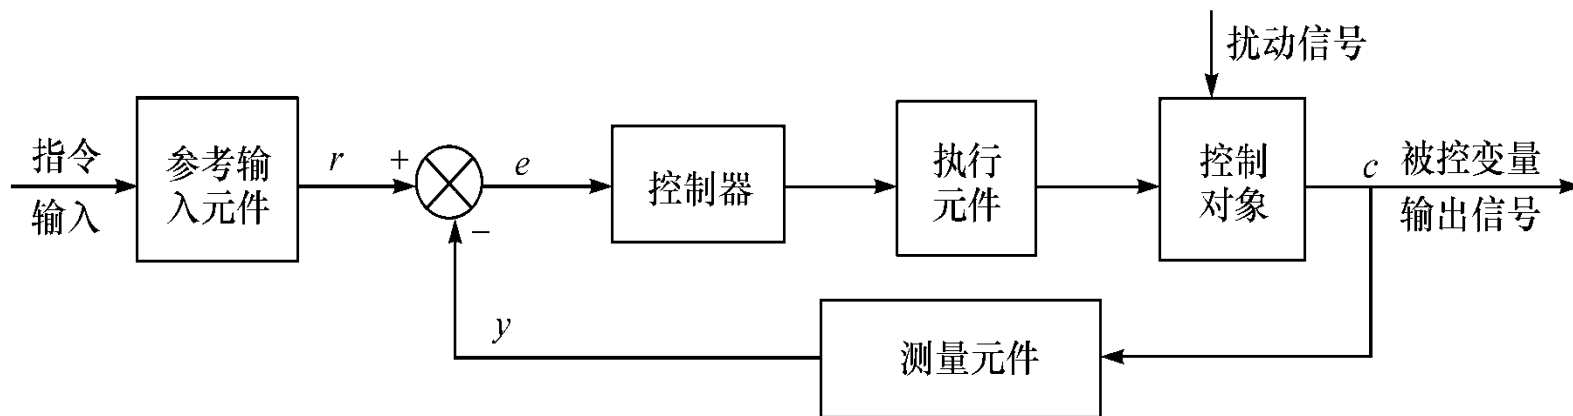 扰动信号
指令
输入
参考输
入元件
r
+
−
e
控制器
执行
元件
控制
对象
c
被控变量
输出信号
y
测量元件